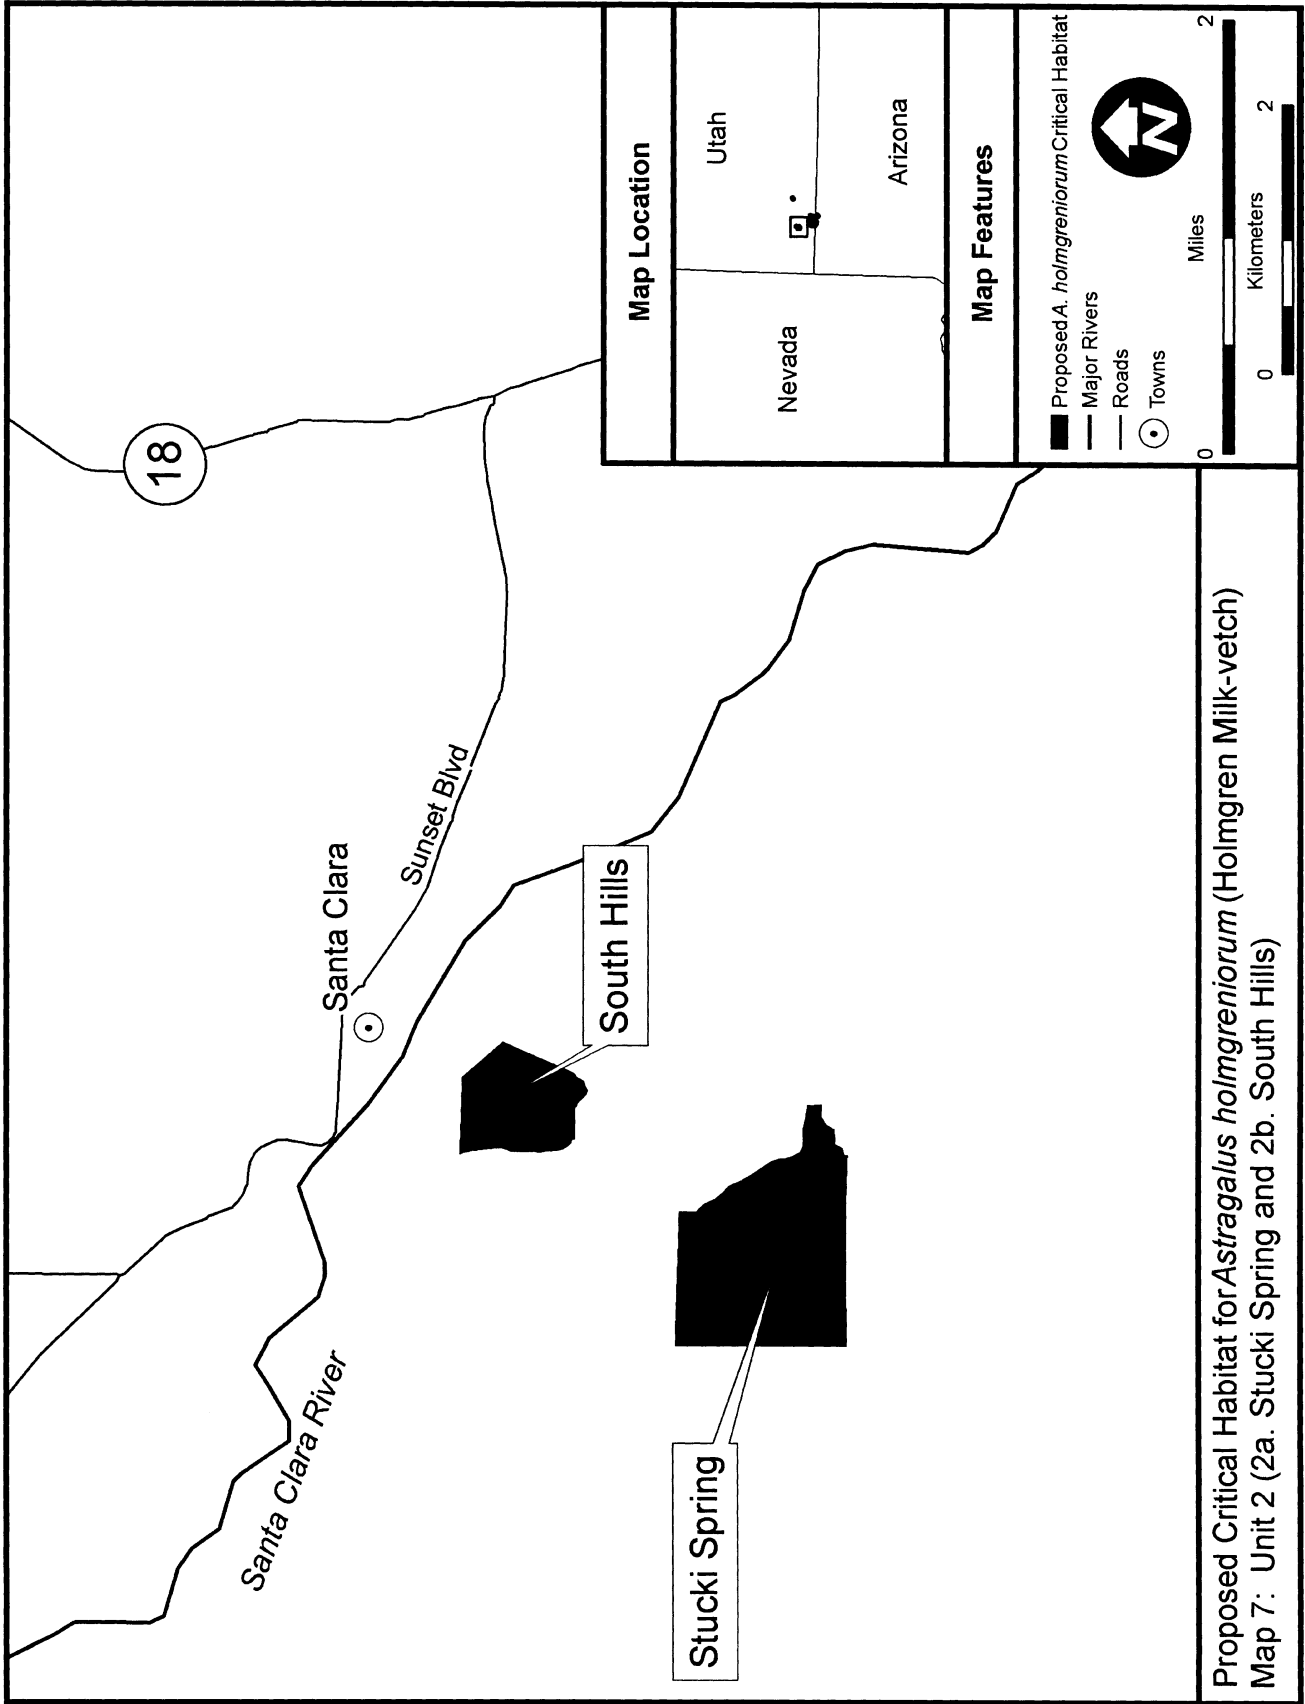 18
Santa Clara
Sunset Blvd
Santa Clara River
South Hills
Stucki Spring
Map Location
Utah
Nevada
Arizona
Map Features
Proposed A. holmgreniorum Critical Habitat
Major Rivers
Roads
Towns
N
Miles
0 2
Kilometers
0 2
Proposed Critical Habitat for Astragalus holmgreniorum (Holmgren Milk-vetch)
Map 7: Unit 2 (2a. Stucki Spring and 2b. South Hills)